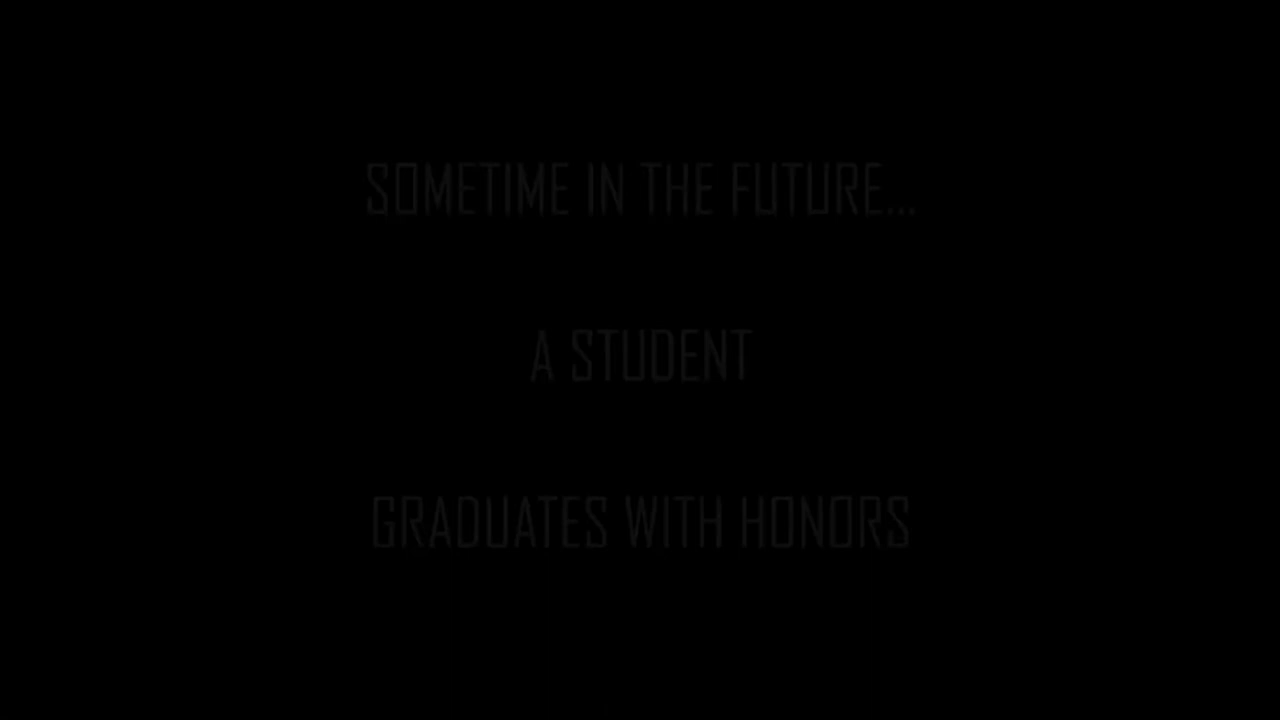 SOMETIME IN THE FUTURE...
A STUDENT
GRADUATES WITH HONORS